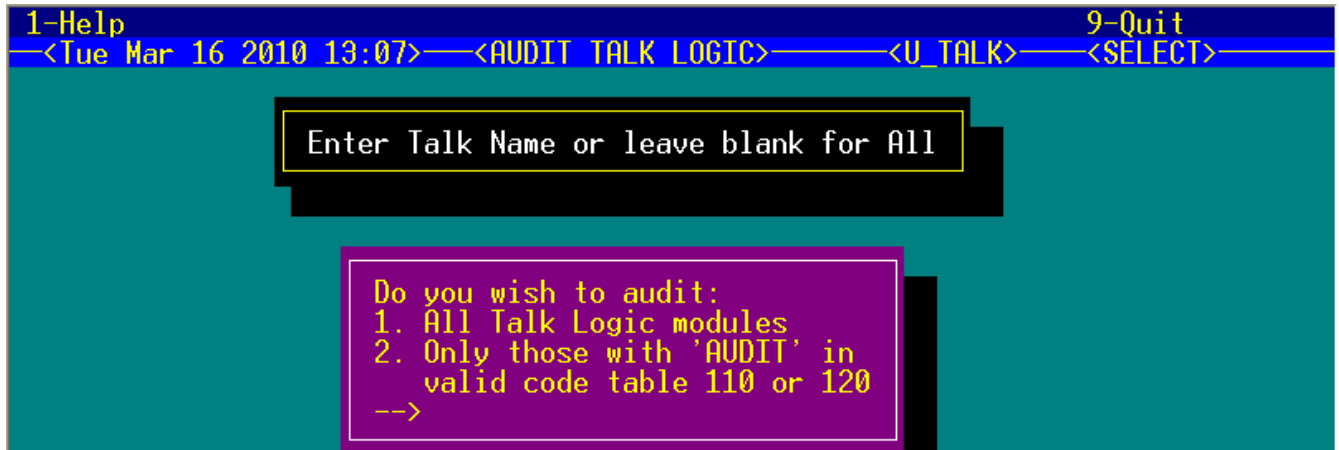 1-Help 9-Quit
<Tue Mar 16 2010 13:07> <AUDIT TALK LOGIC> <U_TALK> <SELECT>
Enter Talk Name or leave blank for All
Do you wish to audit:
1. All Talk Logic modules
2. Only those with 'AUDIT' in
valid code table 110 or 120
-->